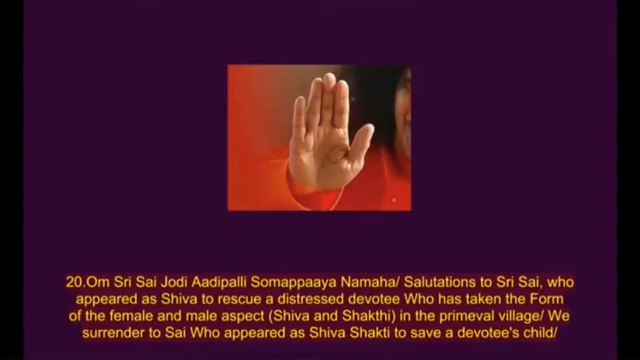 20.Om Sri Sai Jodi Aadipalli Somappaaya Namaha/ Salutations to Sri Sai, who
appeared as Shiva to rescue a distressed devotee Who has taken the Form
of the female and male aspect (Shiva and Shakthi) in the primeval village/ We
surrender to Sai Who appeared as Shiva Shakti to save a devotee's child/